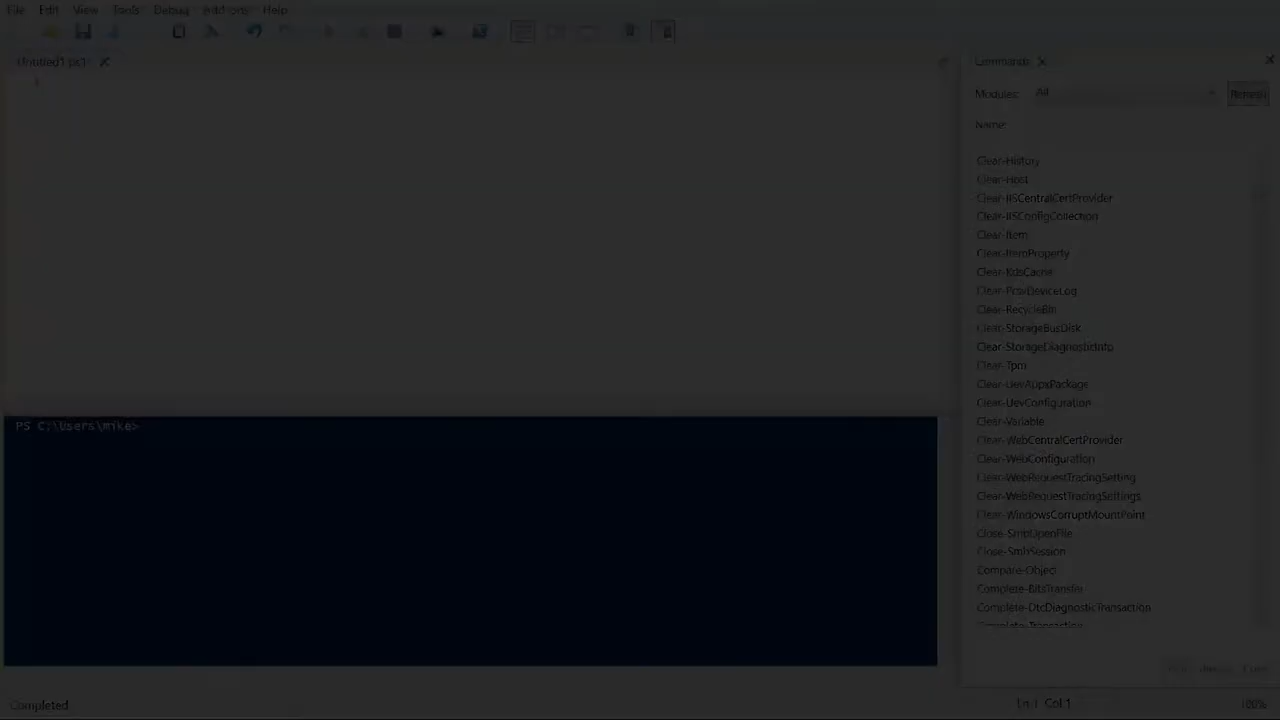 File Edit View Tools Debug Add-ons Help
Untitled1.ps1
Commands
Modules: All
Refresh
Name:
Clear-History
Clear-Host
Clear-IISCentralCertProvider
Clear-IISConfigCollection
Clear-Item
Clear-ItemProperty
Clear-KdsCache
Clear-PcsvDeviceLog
Clear-RecycleBin
Clear-StorageBusDisk
Clear-StorageDiagnosticInfo
Clear-Tpm
Clear-UevAppxPackage
Clear-UevConfiguration
Clear-Variable
Clear-WebCentralCertProvider
Clear-WebConfiguration
Clear-WebRequestTracingSetting
Clear-WebRequestTracingSettings
Clear-WindowsCorruptMountPoint
Close-SmbOpenFile
Close-SmbSession
Compare-Object
Complete-BitsTransfer
Complete-DtcDiagnosticTransaction
Complete-Transaction
PS C:\Users\mike>
Completed
Ln 1 Col 1
100%